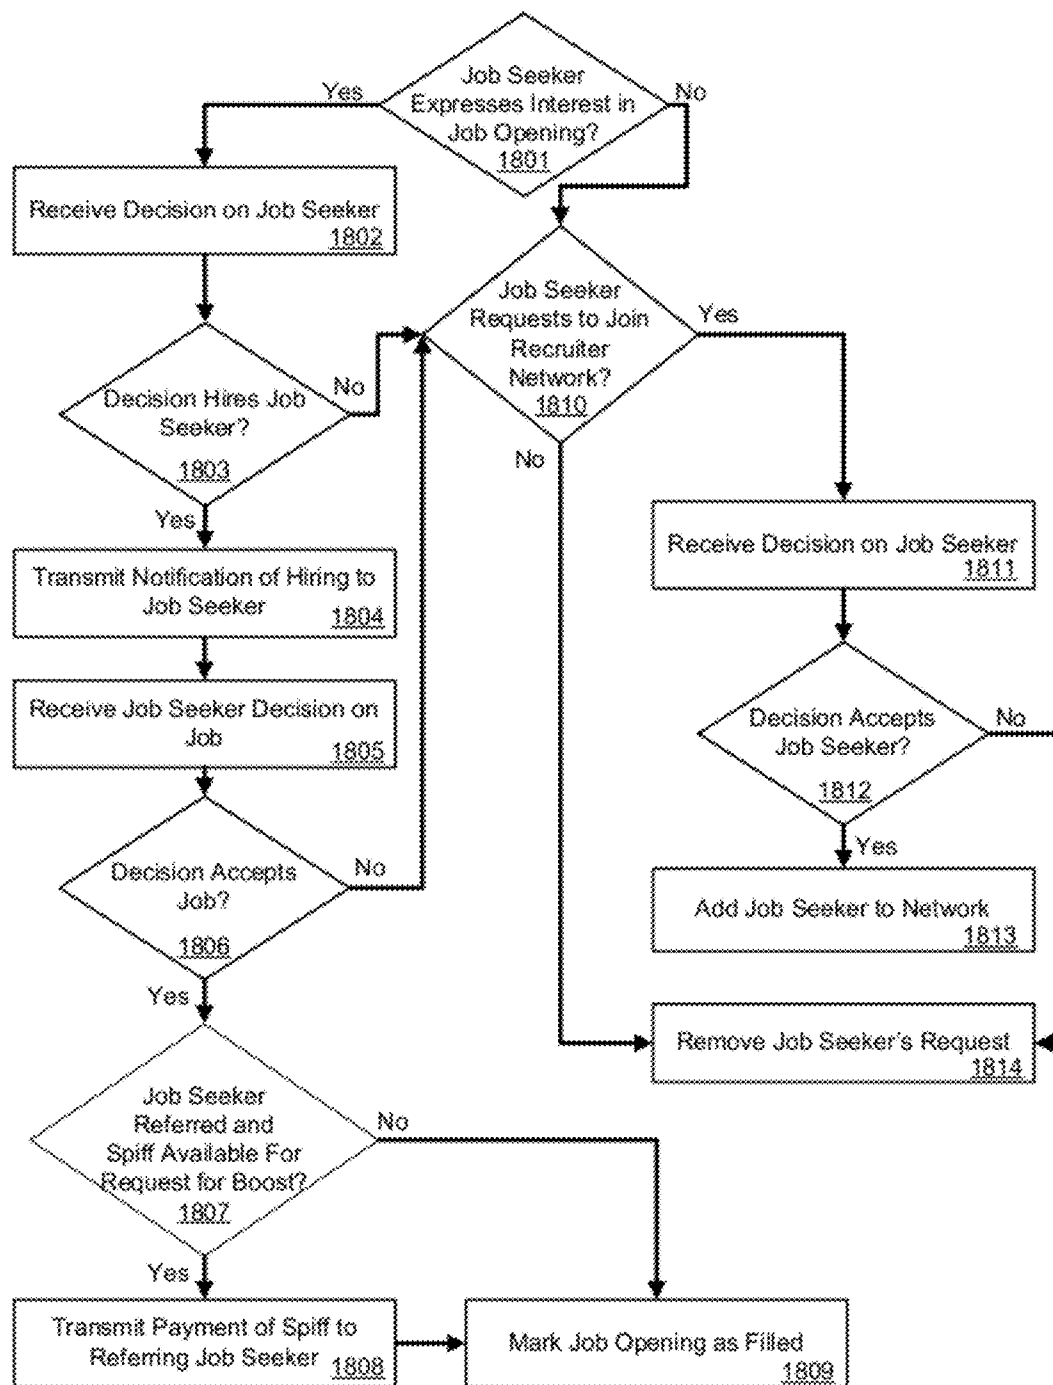 Job Seeker
Expresses Interest in
Job Opening?
1801
Yes
No
Receive Decision on Job Seeker
1802
Job Seeker
Requests to Join
Recruiter
Network?
1810
Yes
No
Decision Hires Job
Seeker?
1803
No
Yes
Transmit Notification of Hiring to
Job Seeker
1804
Receive Decision on Job Seeker
1811
Receive Job Seeker Decision on
Job
1805
Decision Accepts
Job Seeker?
1812
No
Yes
Decision Accepts
Job?
1806
No
Yes
Add Job Seeker to Network
1813
Remove Job Seeker's Request
1814
Job Seeker
Referred and
Spiff Available For
Request for Boost?
1807
No
Yes
Transmit Payment of Spiff to
Referring Job Seeker
1808
Mark Job Opening as Filled
1809